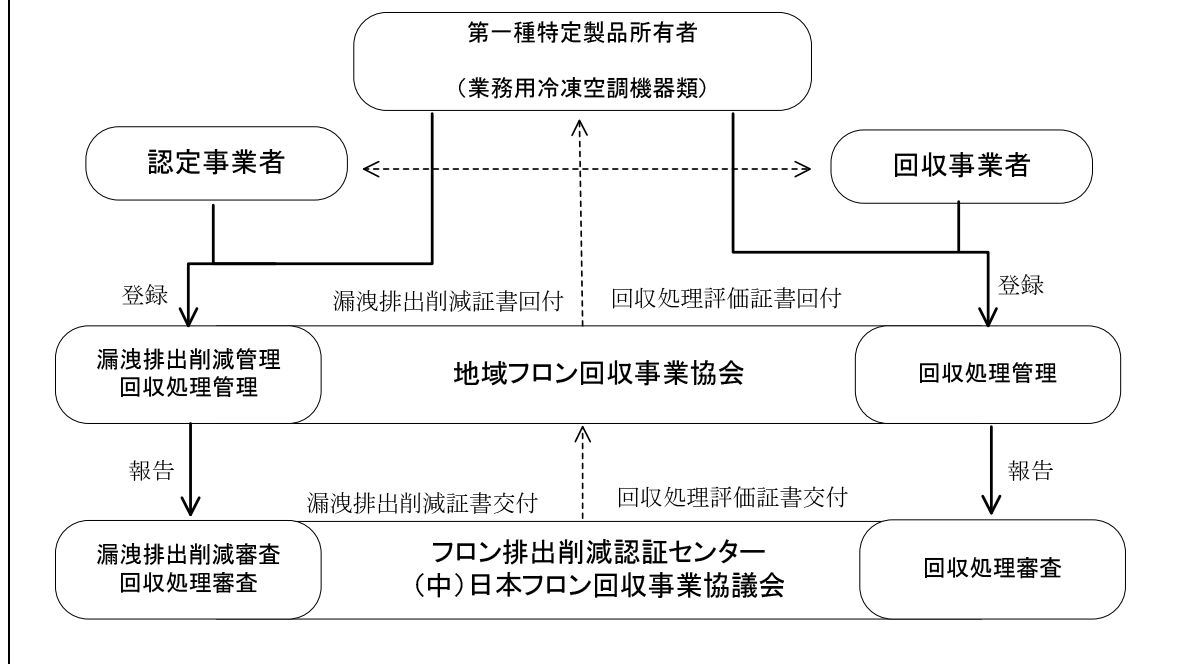 第一種特定製品所有者
（業務用冷凍空調機器類）
認定事業者
回収事業者
登録
漏洩排出削減証書回付
回収処理評価証書回付
登録
漏洩排出削減管理
回収処理管理
地域フロン回収事業協会
回収処理管理
報告
漏洩排出削減証書交付
回収処理評価証書交付
報告
漏洩排出削減審査
回収処理審査
フロン排出削減認証センター
（中）日本フロン回収事業協議会
回収処理審査